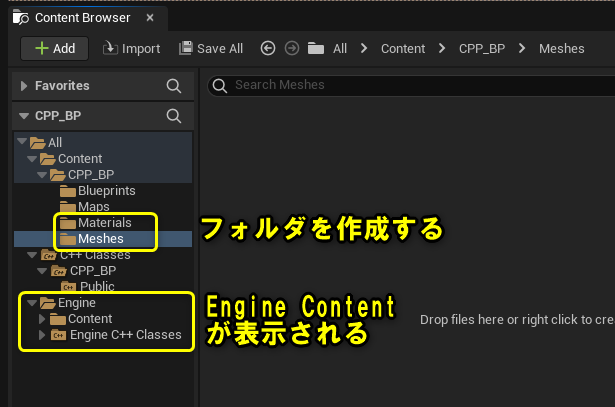 Content Browser
Add
Import
Save All
All
Content
CPP_BP
Meshes
Favorites
Search Meshes
CPP_BP
All
Content
CPP_BP
Blueprints
Maps
Materials
Meshes
フォルダを作成する
C++ Classes
CPP_BP
Public
Engine
Content
Engine C++ Classes
Engine Content
が表示される
Drop files here or right click to cre